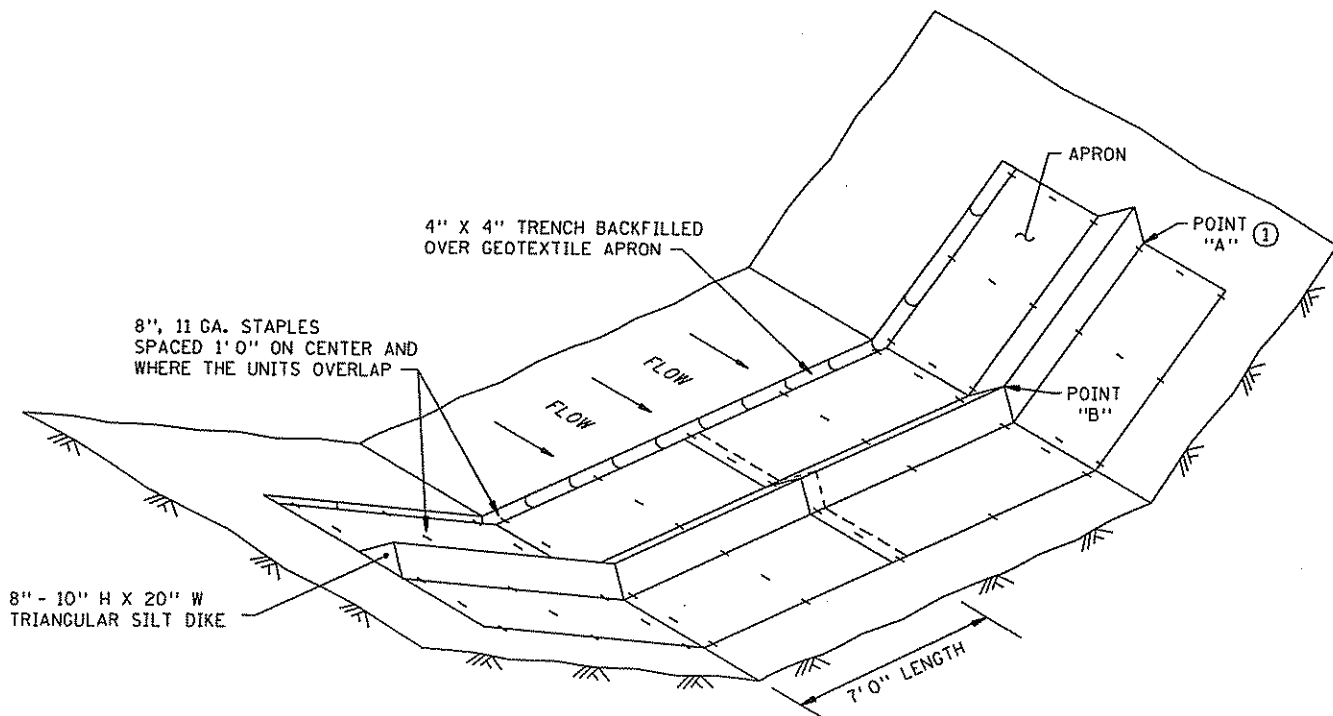 APRON
4" X 4" TRENCH BACKFILLED
OVER GEOTEXTILE APRON
POINT
"A" ①
8", 11 GA. STAPLES
SPACED 1'0" ON CENTER AND
WHERE THE UNITS OVERLAP
FLOW
FLOW
POINT
"B"
8" - 10" H X 20" W
TRIANGULAR SILT DIKE
7'0" LENGTH